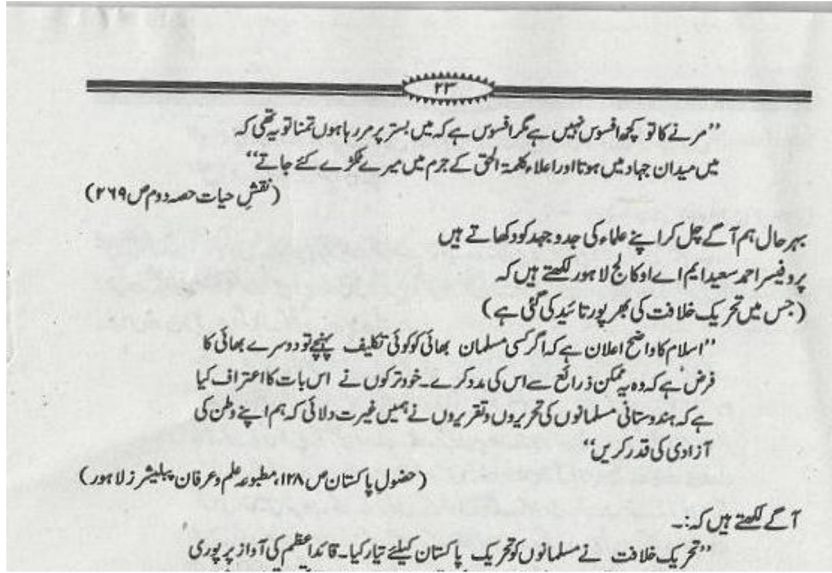 ۲۳
”مرنے کا تو کچھ افسوس نہیں ہے مگر افسوس ہے کہ میں بستر پر مر رہا ہوں تمنا تو یہ تھی کہ
میں میدان جہاد میں ہوتا اور اعلاء کلمۃ الحق کے جرم میں میرے ٹکڑے کئے جاتے“
(نقشِ حیات حصہ دوم ص ۲۶۹)
بہر حال ہم آگے چل کر اپنے علماء کی جدوجہد کو دکھاتے ہیں
پروفیسر احمد سعید ایم اے او کالج لاہور لکھتے ہیں کہ
(جس میں تحریک خلافت کی بھر پور تائید کی گئی ہے)
”اسلام کا واضح اعلان ہے کہ اگر کسی مسلمان بھائی کو کوئی تکلیف پہنچے تو دوسرے بھائی کا
فرض ہے کہ وہ یہ ممکن ذرائع سے اس کی مدد کرے۔ خود ترکوں نے اس بات کا اعتراف کیا
ہے کہ ہندوستانی مسلمانوں کی تحریروں و تقریروں نے ہمیں غیرت دلائی کہ ہم اپنے وطن کی
آزادی کی قدر کریں“
(حضولِ پاکستان ص ۱۲۸، مطبوعہ علم و عرفان پبلیشرز لاہور)
آگے لکھتے ہیں کہ:۔
”تحریک خلافت نے مسلمانوں کو تحریک پاکستان کیلئے تیار کیا۔ قائد اعظم کی آواز پر پوری